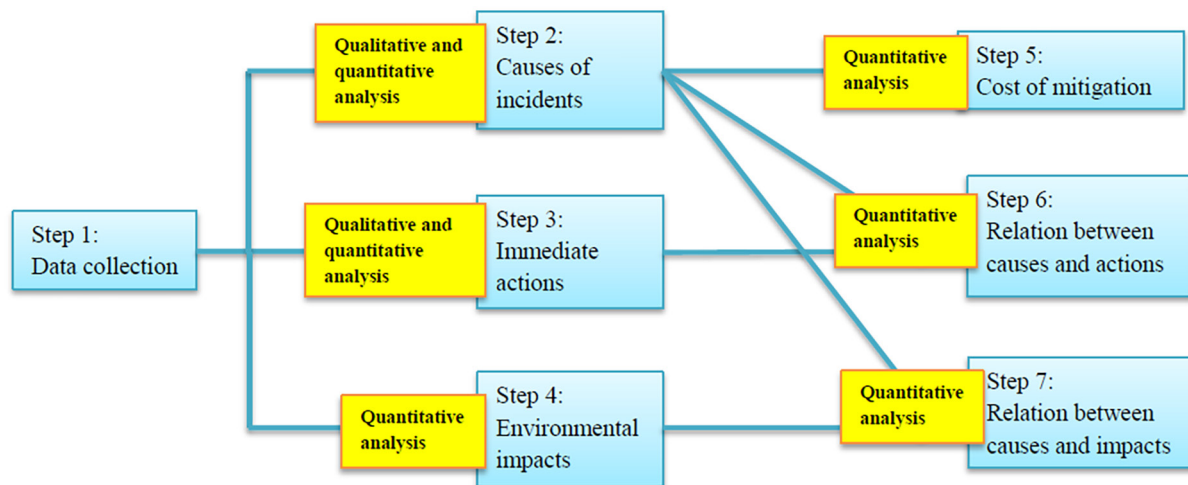 Step 1:
Data collection
Qualitative and
quantitative
analysis
Step 2:
Causes of
incidents
Qualitative and
quantitative
analysis
Step 3:
Immediate
actions
Quantitative
analysis
Step 4:
Environmental
impacts
Quantitative
analysis
Step 5:
Cost of mitigation
Quantitative
analysis
Step 6:
Relation between
causes and actions
Quantitative
analysis
Step 7:
Relation between
causes and impacts